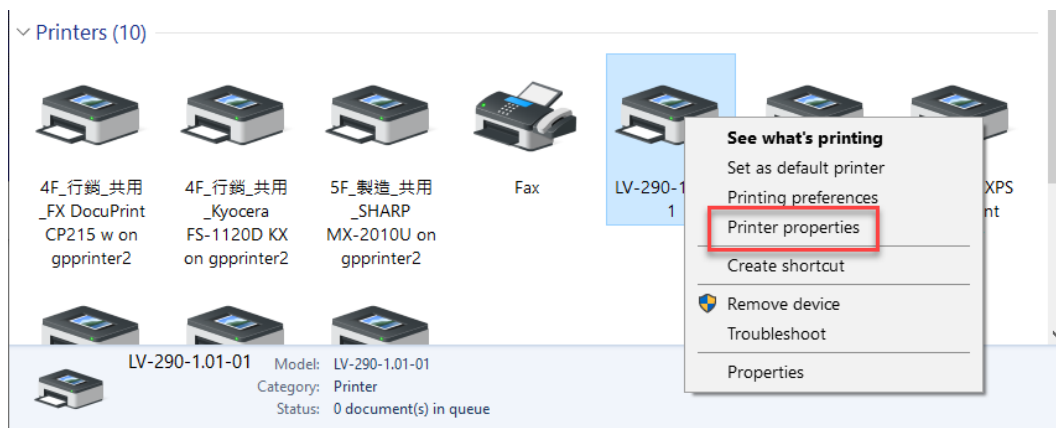 Printers (10)
4F_行銷_共用
_FX DocuPrint
CP215 w on
gpprinter2
4F_行銷_共用
_Kyocera
FS-1120D KX
on gpprinter2
5F_製造_共用
_SHARP
MX-2010U on
gpprinter2
Fax
LV-290-1
1
XPS
nt
See what's printing
Set as default printer
Printing preferences
Printer properties
Create shortcut
Remove device
Troubleshoot
Properties
LV-290-1.01-01
Model: LV-290-1.01-01
Category: Printer
Status: 0 document(s) in queue